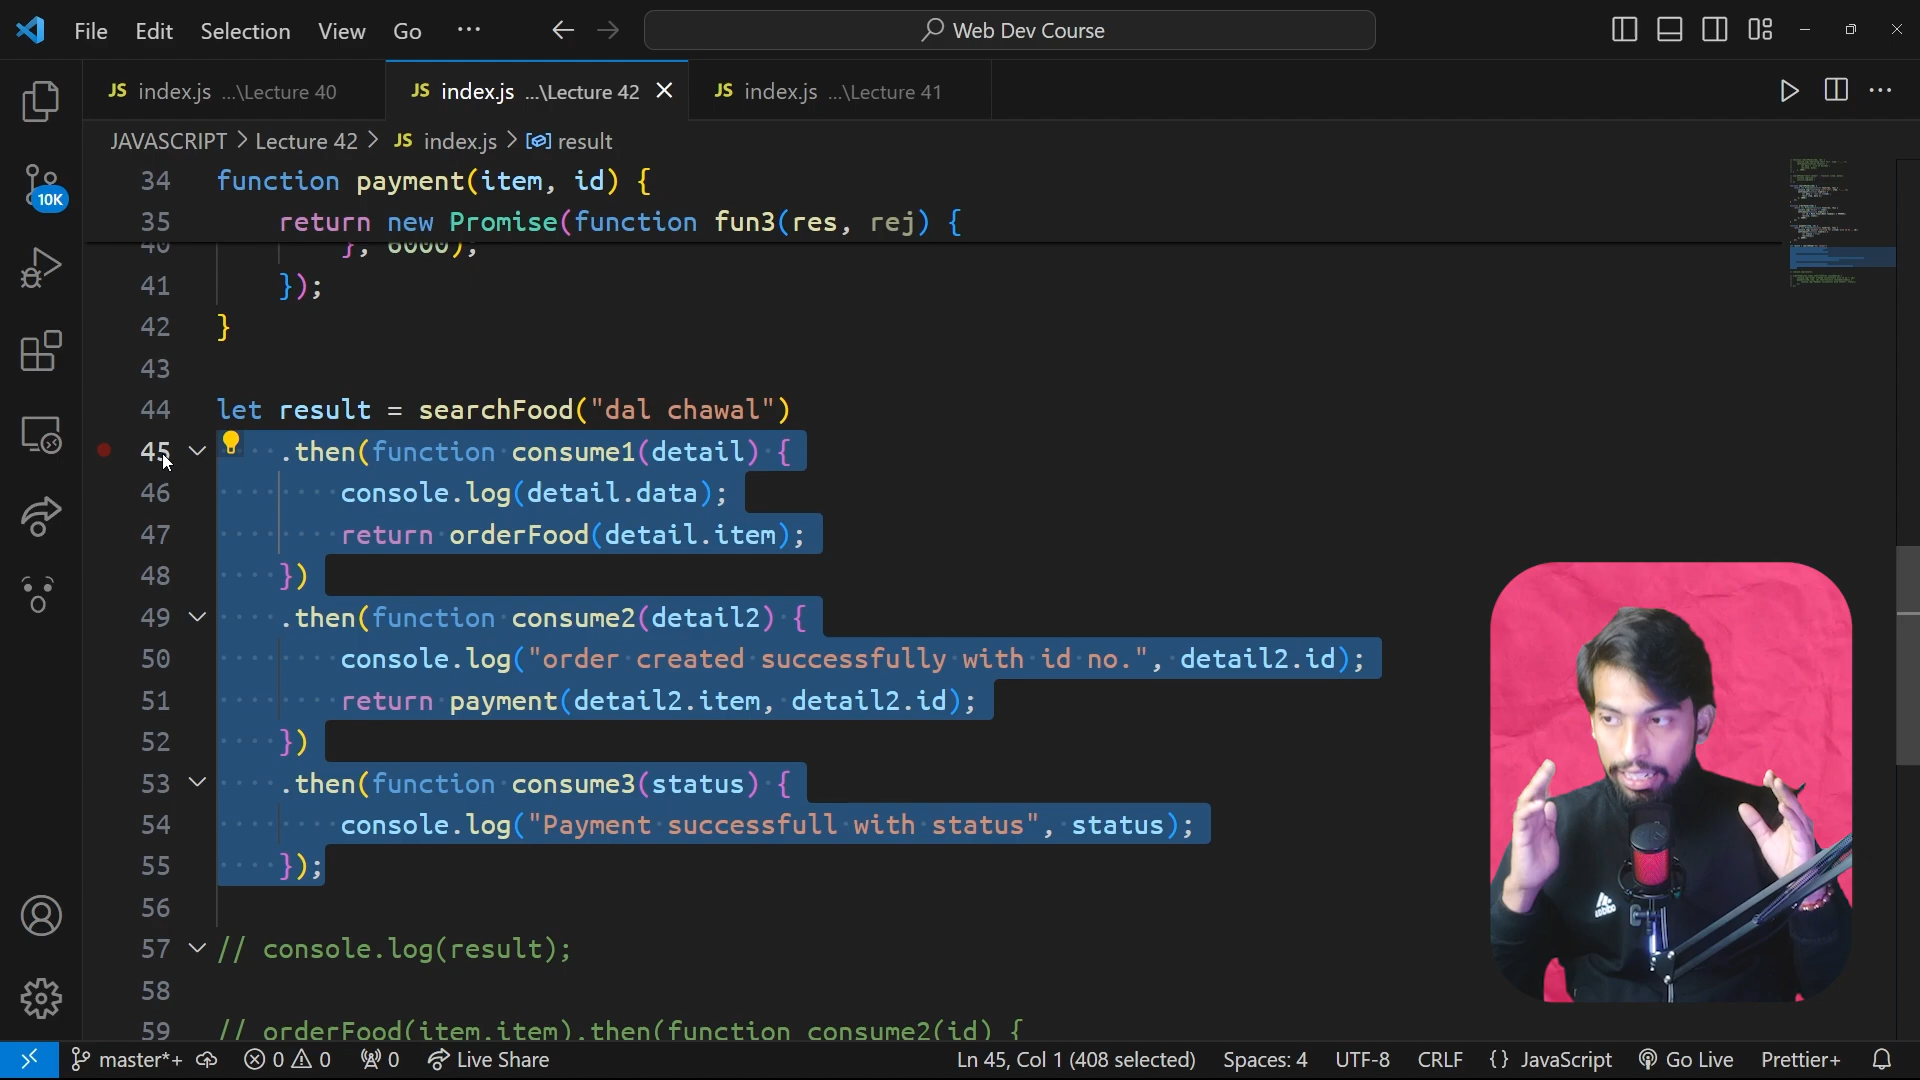 File Edit Selection View Go ··· Web Dev Course
JS index.js ...\Lecture 40 JS index.js ...\Lecture 42 JS index.js ...\Lecture 41
JAVASCRIPT > Lecture 42 > JS index.js > result
10K
34 function payment(item, id) {
35 return new Promise(function fun3(res, rej) {
40 }, 6000);
41 });
42 }
43
44 let result = searchFood("dal chawal")
45 .then(function consume1(detail) {
46 console.log(detail.data);
47 return orderFood(detail.item);
48 })
49 .then(function consume2(detail2) {
50 console.log("order created successfully with id no.", detail2.id);
51 return payment(detail2.item, detail2.id);
52 })
53 .then(function consume3(status) {
54 console.log("Payment successfull with status", status);
55 });
56
57 // console.log(result);
58
59 // orderFood(item.item).then(function consume2(id) {
master*+ 0 0 0 Live Share Ln 45, Col 1 (408 selected) Spaces: 4 UTF-8 CRLF {} JavaScript Go Live Prettier+